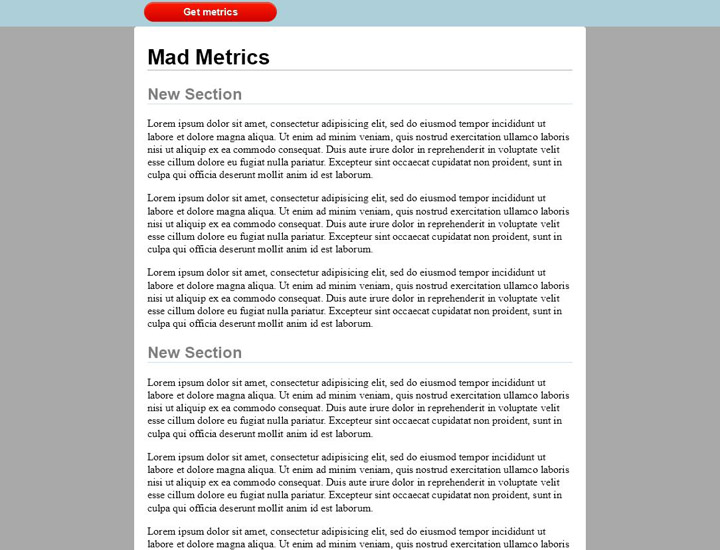 Get metrics
Mad Metrics
New Section
Lorem ipsum dolor sit amet, consectetur adipisicing elit, sed do eiusmod tempor incididunt ut
labore et dolore magna aliqua. Ut enim ad minim veniam, quis nostrud exercitation ullamco laboris
nisi ut aliquip ex ea commodo consequat. Duis aute irure dolor in reprehenderit in voluptate velit
esse cillum dolore eu fugiat nulla pariatur. Excepteur sint occaecat cupidatat non proident, sunt in
culpa qui officia deserunt mollit anim id est laborum.
Lorem ipsum dolor sit amet, consectetur adipisicing elit, sed do eiusmod tempor incididunt ut
labore et dolore magna aliqua. Ut enim ad minim veniam, quis nostrud exercitation ullamco laboris
nisi ut aliquip ex ea commodo consequat. Duis aute irure dolor in reprehenderit in voluptate velit
esse cillum dolore eu fugiat nulla pariatur. Excepteur sint occaecat cupidatat non proident, sunt in
culpa qui officia deserunt mollit anim id est laborum.
Lorem ipsum dolor sit amet, consectetur adipisicing elit, sed do eiusmod tempor incididunt ut
labore et dolore magna aliqua. Ut enim ad minim veniam, quis nostrud exercitation ullamco laboris
nisi ut aliquip ex ea commodo consequat. Duis aute irure dolor in reprehenderit in voluptate velit
esse cillum dolore eu fugiat nulla pariatur. Excepteur sint occaecat cupidatat non proident, sunt in
culpa qui officia deserunt mollit anim id est laborum.
New Section
Lorem ipsum dolor sit amet, consectetur adipisicing elit, sed do eiusmod tempor incididunt ut
labore et dolore magna aliqua. Ut enim ad minim veniam, quis nostrud exercitation ullamco laboris
nisi ut aliquip ex ea commodo consequat. Duis aute irure dolor in reprehenderit in voluptate velit
esse cillum dolore eu fugiat nulla pariatur. Excepteur sint occaecat cupidatat non proident, sunt in
culpa qui officia deserunt mollit anim id est laborum.
Lorem ipsum dolor sit amet, consectetur adipisicing elit, sed do eiusmod tempor incididunt ut
labore et dolore magna aliqua. Ut enim ad minim veniam, quis nostrud exercitation ullamco laboris
nisi ut aliquip ex ea commodo consequat. Duis aute irure dolor in reprehenderit in voluptate velit
esse cillum dolore eu fugiat nulla pariatur. Excepteur sint occaecat cupidatat non proident, sunt in
culpa qui officia deserunt mollit anim id est laborum.
Lorem ipsum dolor sit amet, consectetur adipisicing elit, sed do eiusmod tempor incididunt ut
labore et dolore magna aliqua. Ut enim ad minim veniam, quis nostrud exercitation ullamco laboris